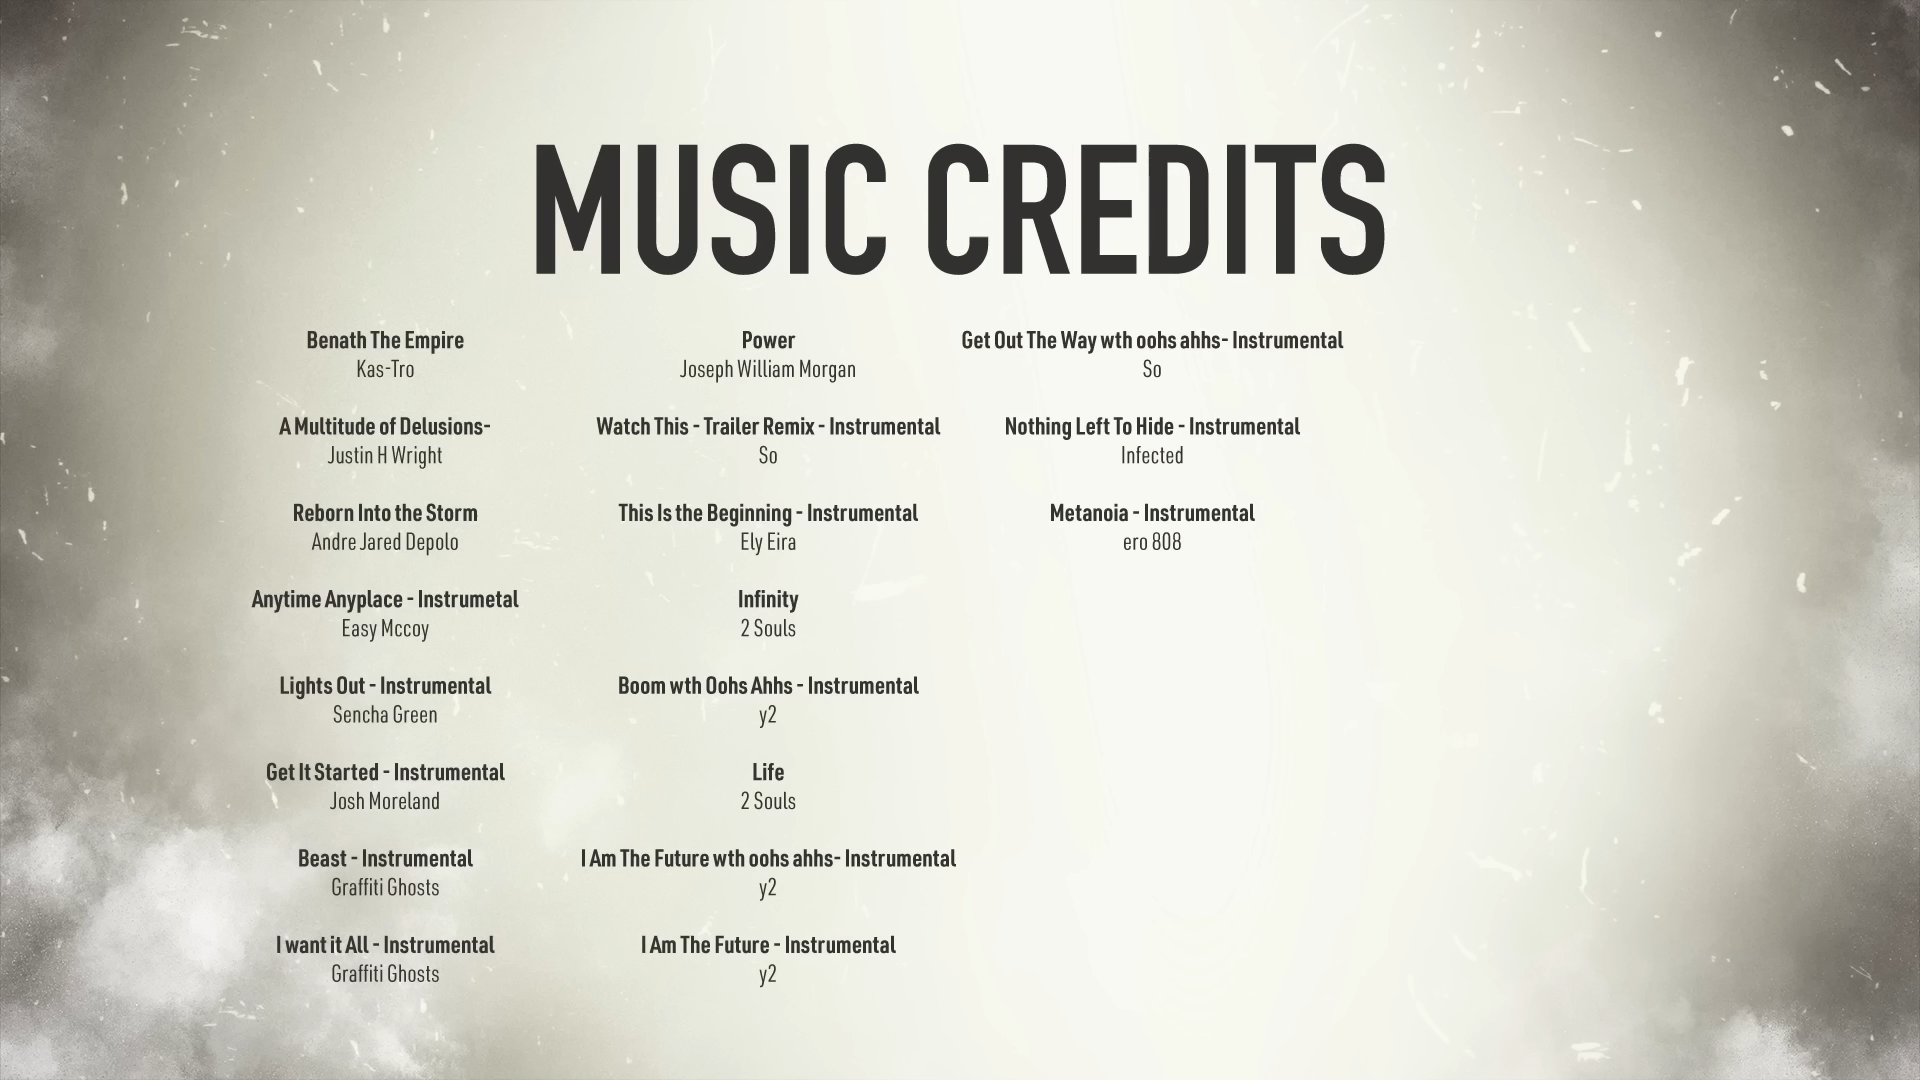 MUSIC CREDITS
Benath The Empire
Kas-Tro
A Multitude of Delusions-
Justin H Wright
Reborn Into the Storm
Andre Jared Depolo
Anytime Anyplace - Instrumetal
Easy Mccoy
Lights Out - Instrumental
Sencha Green
Get It Started - Instrumental
Josh Moreland
Beast - Instrumental
Graffiti Ghosts
I want it All - Instrumental
Graffiti Ghosts
Power
Joseph William Morgan
Watch This - Trailer Remix - Instrumental
So
This Is the Beginning - Instrumental
Ely Eira
Infinity
2 Souls
Boom wth Oohs Ahhs - Instrumental
y2
Life
2 Souls
I Am The Future wth oohs ahhs- Instrumental
y2
I Am The Future - Instrumental
y2
Get Out The Way wth oohs ahhs- Instrumental
So
Nothing Left To Hide - Instrumental
Infected
Metanoia - Instrumental
ero 808